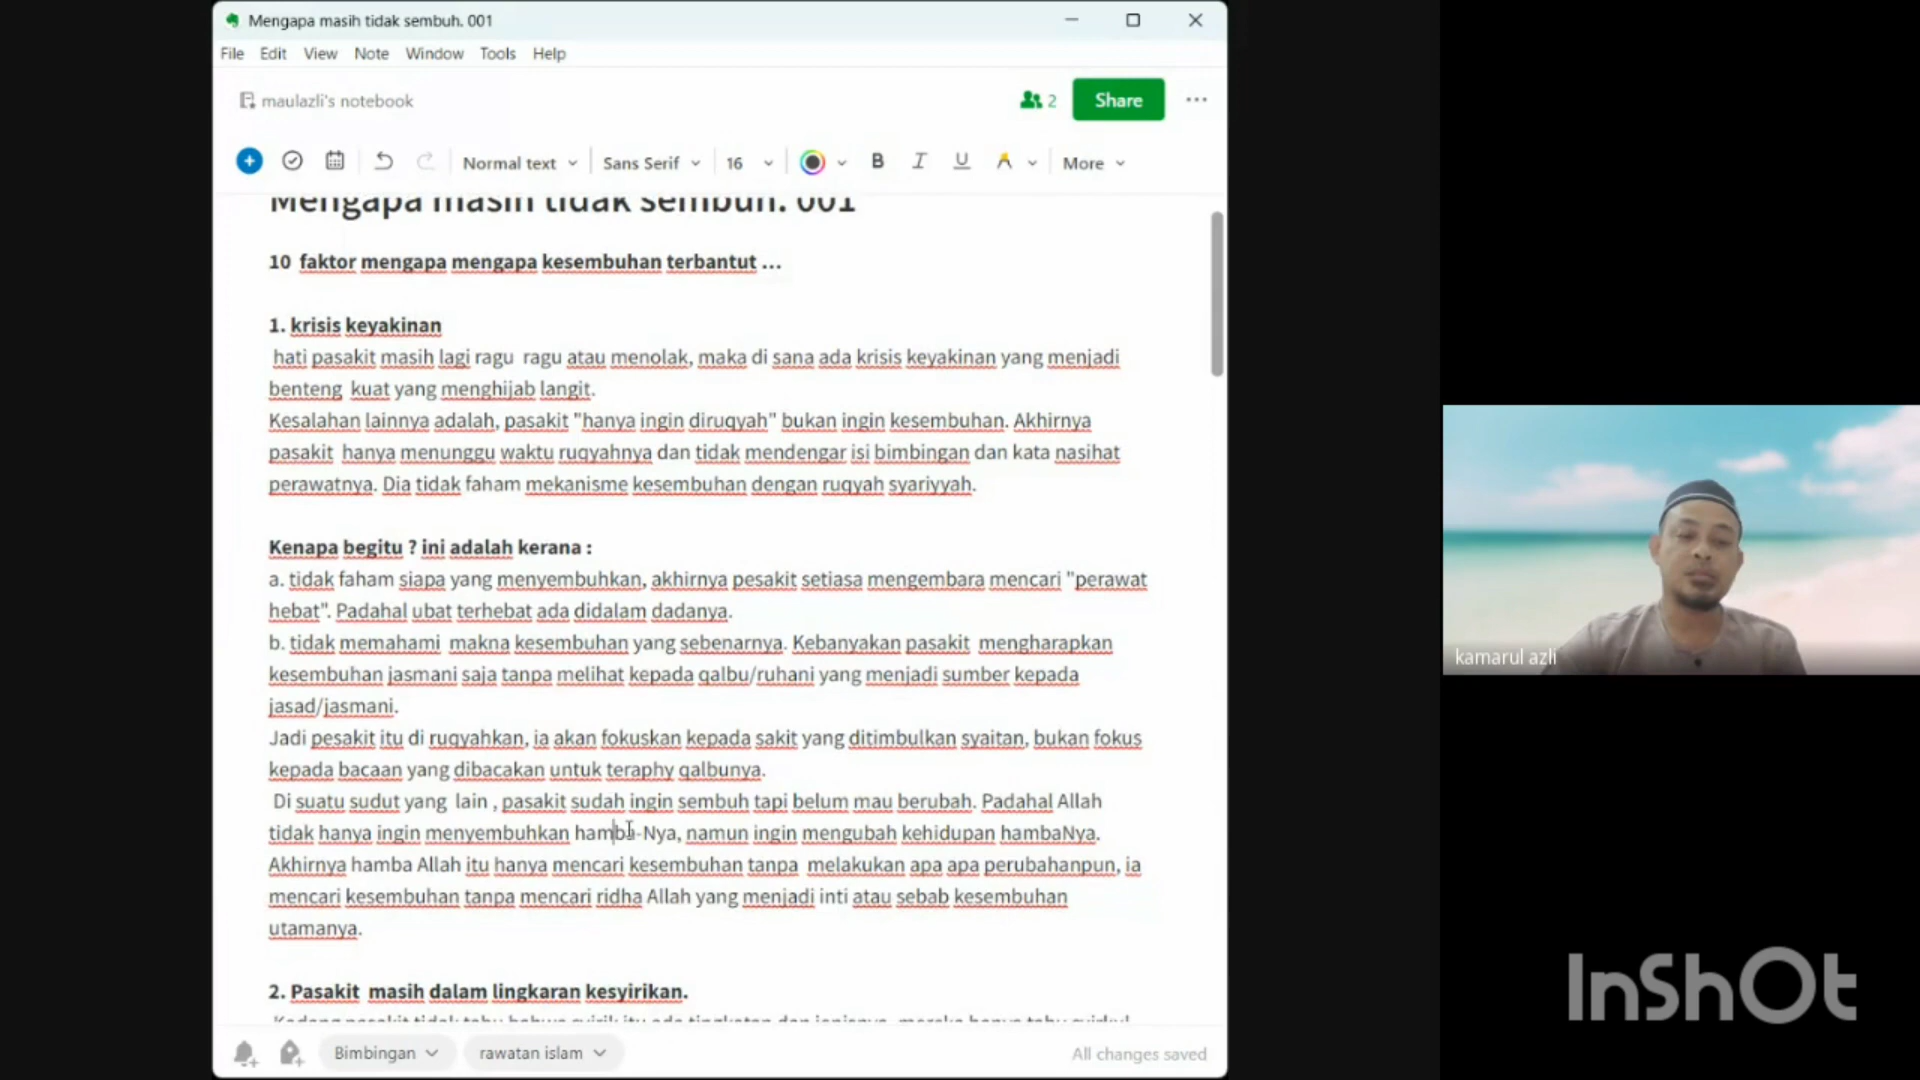 Mengapa masih tidak sembuh. 001
File Edit View Note Window Tools Help
maulazli's notebook
2
Share
Normal text
Sans Serif
16
B I U A
More
Mengapa masih tidak sembuh. 001
10 faktor mengapa mengapa kesembuhan terbantut ...
1. krisis keyakinan
hati pasakit masih lagi ragu ragu atau menolak, maka di sana ada krisis keyakinan yang menjadi
benteng kuat yang menghijab langit.
Kesalahan lainnya adalah, pasakit "hanya ingin diruqyah" bukan ingin kesembuhan. Akhirnya
pasakit hanya menunggu waktu ruqyahnya dan tidak mendengar isi bimbingan dan kata nasihat
perawatnya. Dia tidak faham mekanisme kesembuhan dengan ruqyah syariyyah.
Kenapa begitu ? ini adalah kerana :
a. tidak faham siapa yang menyembuhkan, akhirnya pesakit setiasa mengembara mencari "perawat
hebat". Padahal ubat terhebat ada didalam dadanya.
b. tidak memahami makna kesembuhan yang sebenarnya. Kebanyakan pasakit mengharapkan
kesembuhan jasmani saja tanpa melihat kepada qalbu/ruhani yang menjadi sumber kepada
jasad/jasmani.
Jadi pesakit itu di ruqyahkan, ia akan fokuskan kepada sakit yang ditimbulkan syaitan, bukan fokus
kepada bacaan yang dibacakan untuk teraphy qalbunya.
Di suatu sudut yang lain , pasakit sudah ingin sembuh tapi belum mau berubah. Padahal Allah
tidak hanya ingin menyembuhkan hamba-Nya, namun ingin mengubah kehidupan hambaNya.
Akhirnya hamba Allah itu hanya mencari kesembuhan tanpa melakukan apa apa perubahanpun, ia
mencari kesembuhan tanpa mencari ridha Allah yang menjadi inti atau sebab kesembuhan
utamanya.
2. Pasakit masih dalam lingkaran kesyirikan.
Bimbingan
rawatan islam
All changes saved
kamarul azli
InShOt